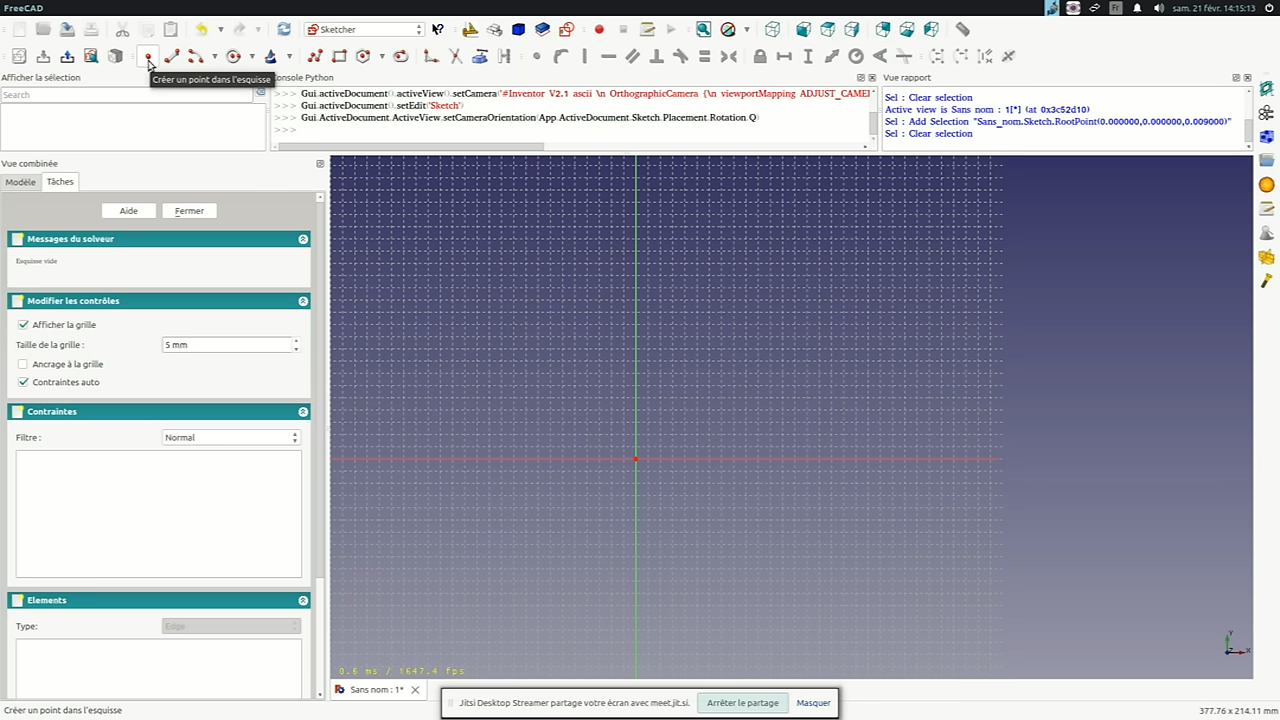 FreeCAD
Fr
sam. 21 févr. 14:15:13
Sketcher
Afficher la sélection
Search
Créer un point dans l'esquisse
onsole Python
>>> Gui.activeDocument().activeView().setCamera('#Inventor V2.1 ascii \n OrthographicCamera {\n viewportMapping ADJUST_CAMEI
>>> Gui.activeDocument().setEdit('Sketch')
>>> Gui.ActiveDocument.ActiveView.setCameraOrientation(App.ActiveDocument.Sketch.Placement.Rotation.Q)
>>>
Vue rapport
Sel : Clear selection
Active view is Sans nom : 1[*] (at 0x3c52d10)
Sel : Add Selection "Sans_nom.Sketch.RootPoint(0.000000,0.000000,0.009000)"
Sel : Clear selection
Vue combinée
Modèle
Tâches
Aide
Fermer
Messages du solveur
Esquisse vide
Modifier les contrôles
Afficher la grille
Taille de la grille :
5 mm
Ancrage à la grille
Contraintes auto
Contraintes
Filtre :
Normal
Elements
Type:
Edge
0.6 ms / 1647.4 fps
Y
Z
X
Sans nom : 1*
Jitsi Desktop Streamer partage votre écran avec meet.jit.si.
Arrêter le partage
Masquer
Créer un point dans l'esquisse
377.76 x 214.11 mm